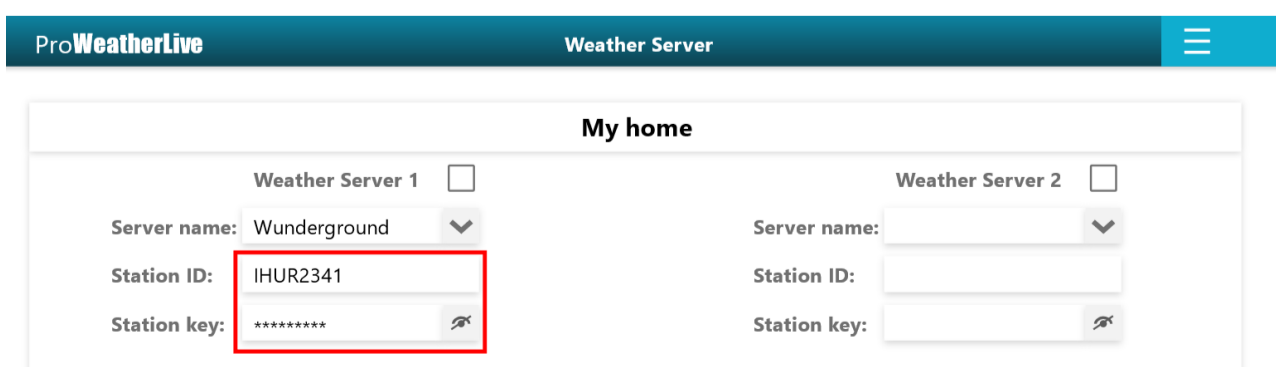 ProWeatherLive
Weather Server
My home
Weather Server 1
Server name: Wunderground
Station ID: IHUR2341
Station key: *********
Weather Server 2
Server name:
Station ID:
Station key: